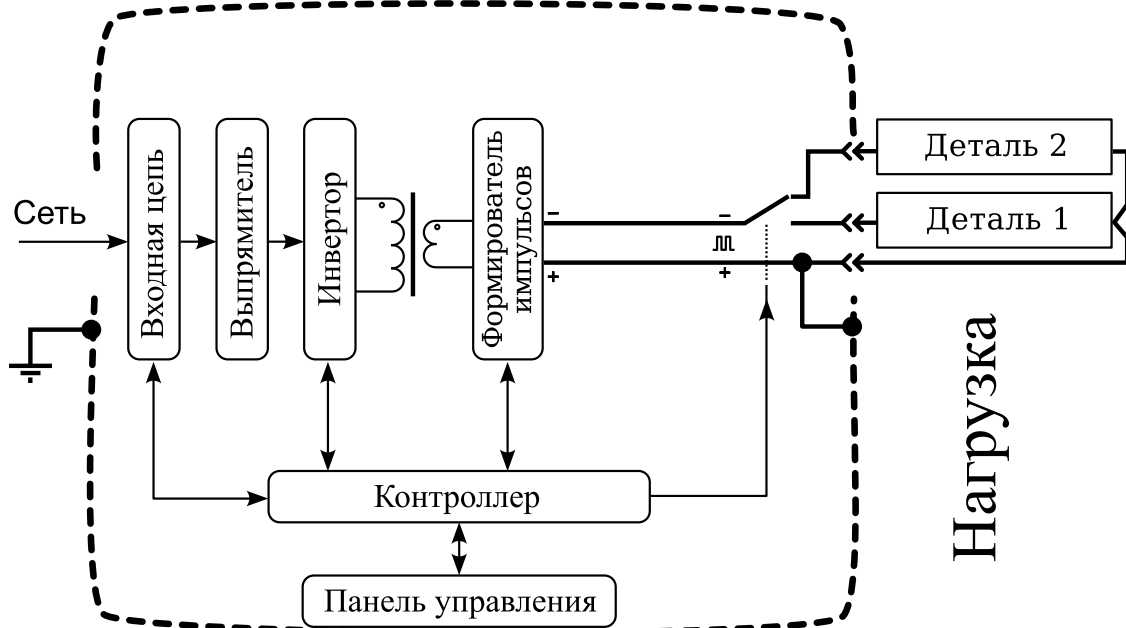 Сеть
Входная цепь
Выпрямитель
Инвертор
Формирователь
импульсов
−
+
−
+
Деталь 2
Деталь 1
Нагрузка
Контроллер
Панель управления